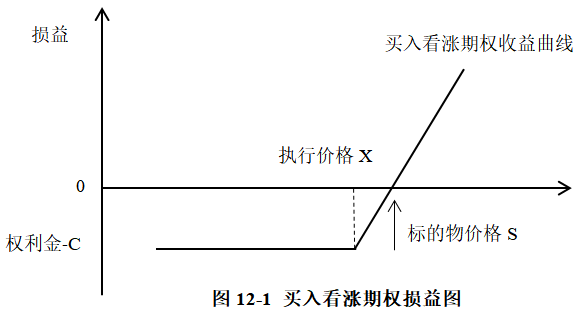 损益
买入看涨期权收益曲线
执行价格 X
0
权利金-C
标的物价格 S
图 12-1 买入看涨期权损益图